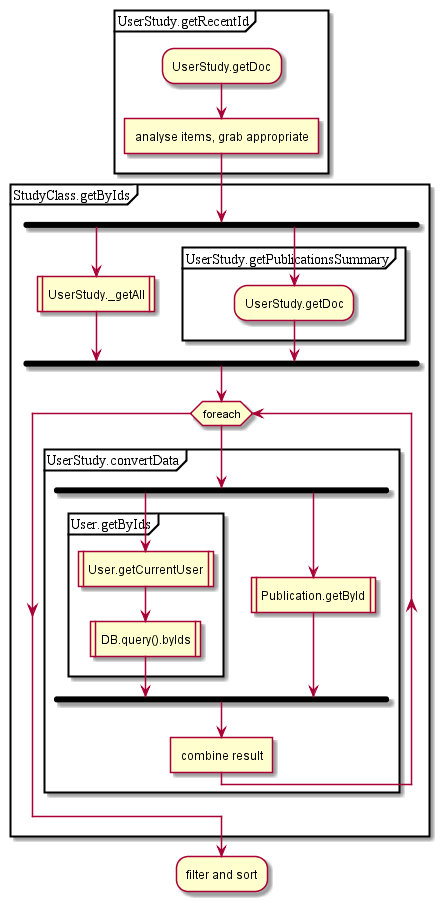 UserStudy.getRecentId
UserStudy.getDoc
analyse items, grab appropriate
StudyClass.getByIds
UserStudy.getPublicationsSummary
UserStudy._getAll
UserStudy.getDoc
foreach
UserStudy.convertData
User.getByIds
User.getCurrentUser
Publication.getById
DB.query().byIds
combine result
filter and sort